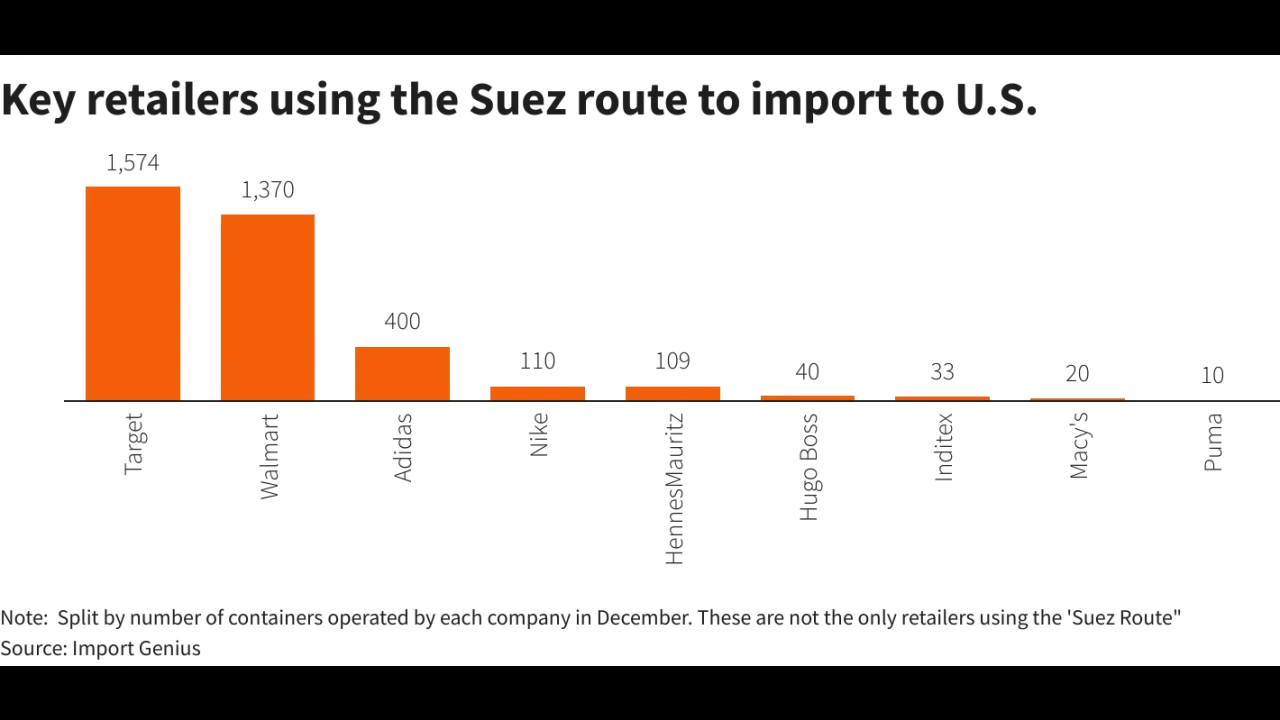 Key retailers using the Suez route to import to U.S.
1,574
1,370
400
110
109
40
33
20
10
Target
Walmart
Adidas
Nike
HennesMauritz
Hugo Boss
Inditex
Macy's
Puma
Note:  Split by number of containers operated by each company in December. These are not the only retailers using the 'Suez Route"
Source: Import Genius